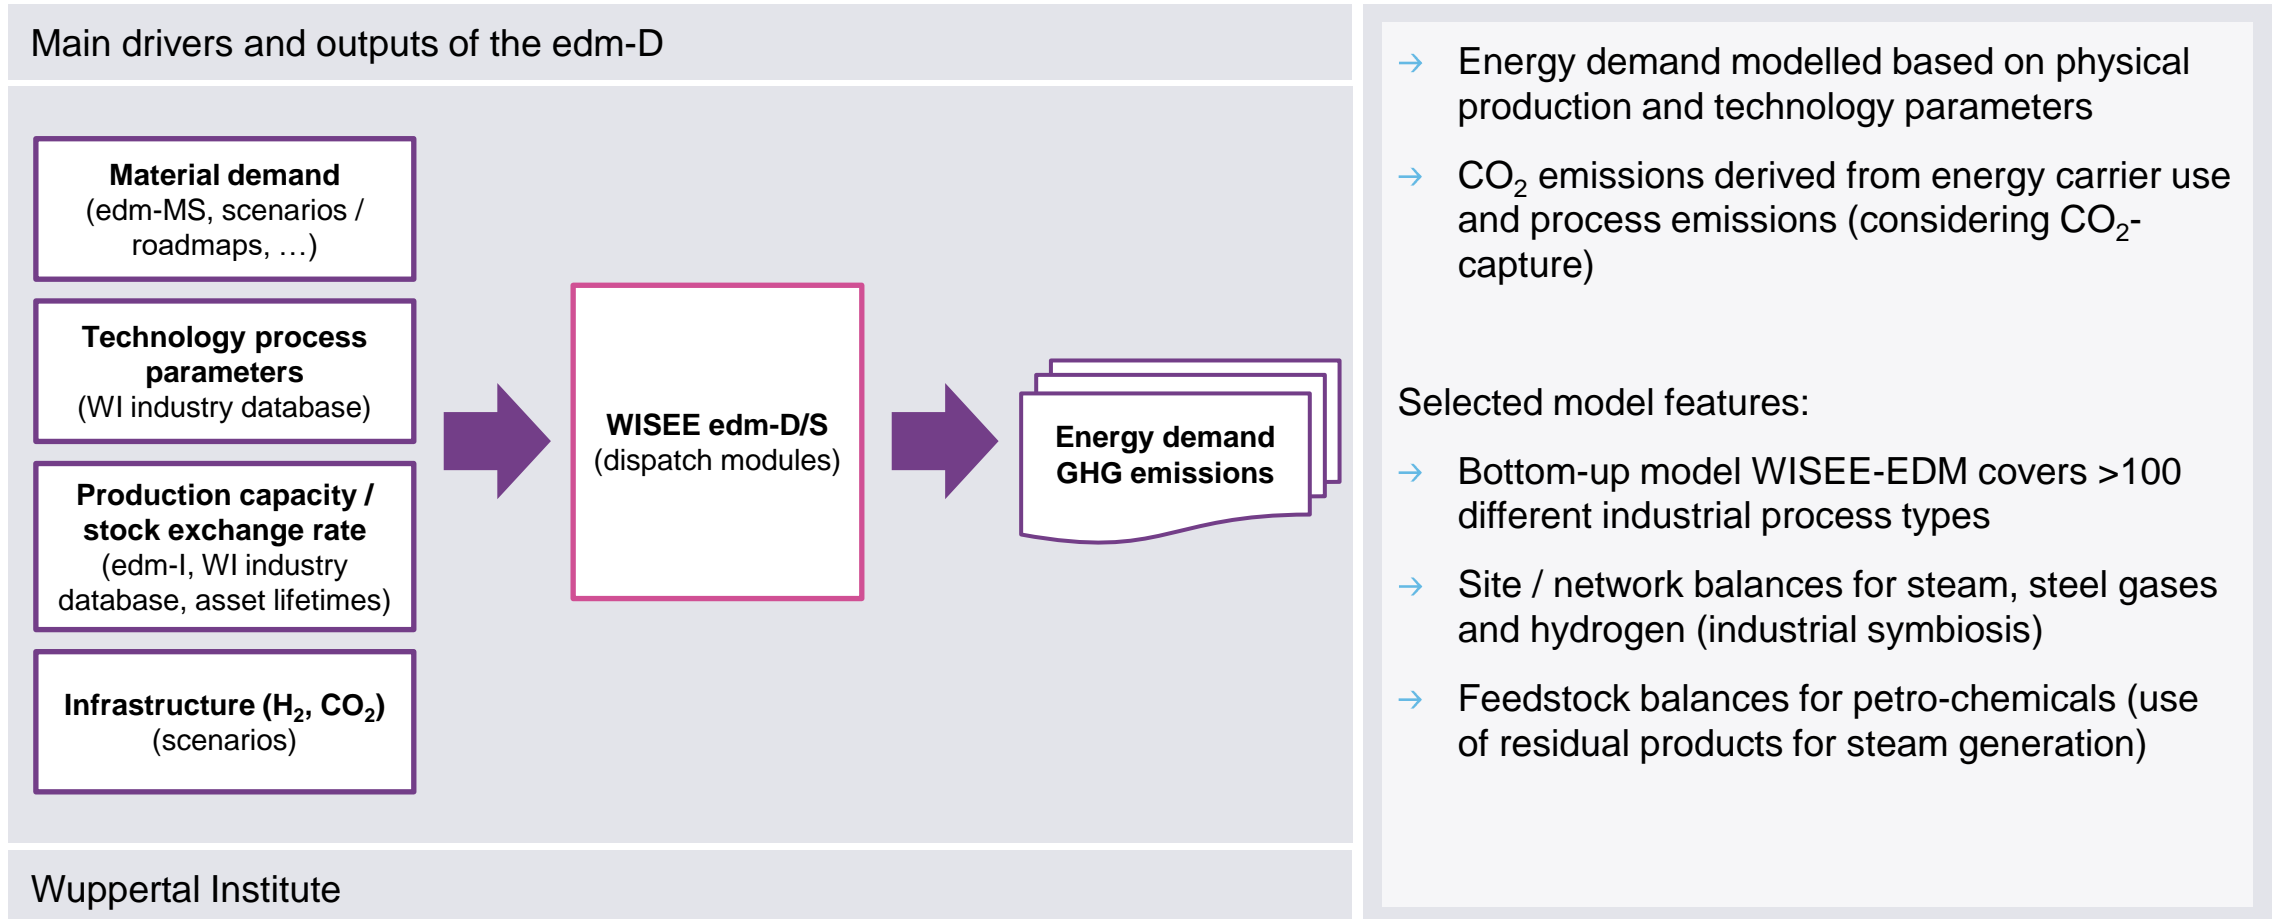 Main drivers and outputs of the edm-D
Material demand
(edm-MS, scenarios /
roadmaps, …)
Technology process
parameters
(WI industry database)
Production capacity /
stock exchange rate
(edm-I, WI industry
database, asset lifetimes)
Infrastructure (H₂, CO₂)
(scenarios)
WISEE edm-D/S
(dispatch modules)
Energy demand
GHG emissions
Wuppertal Institute
→ Energy demand modelled based on physical
production and technology parameters
→ CO₂ emissions derived from energy carrier use
and process emissions (considering CO₂-
capture)
Selected model features:
→ Bottom-up model WISEE-EDM covers >100
different industrial process types
→ Site / network balances for steam, steel gases
and hydrogen (industrial symbiosis)
→ Feedstock balances for petro-chemicals (use
of residual products for steam generation)